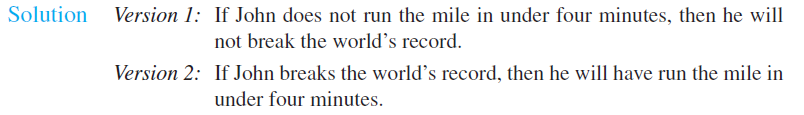 Solution Version 1: If John does not run the mile in under four minutes, then he will
not break the world's record.
Version 2: If John breaks the world's record, then he will have run the mile in
under four minutes.